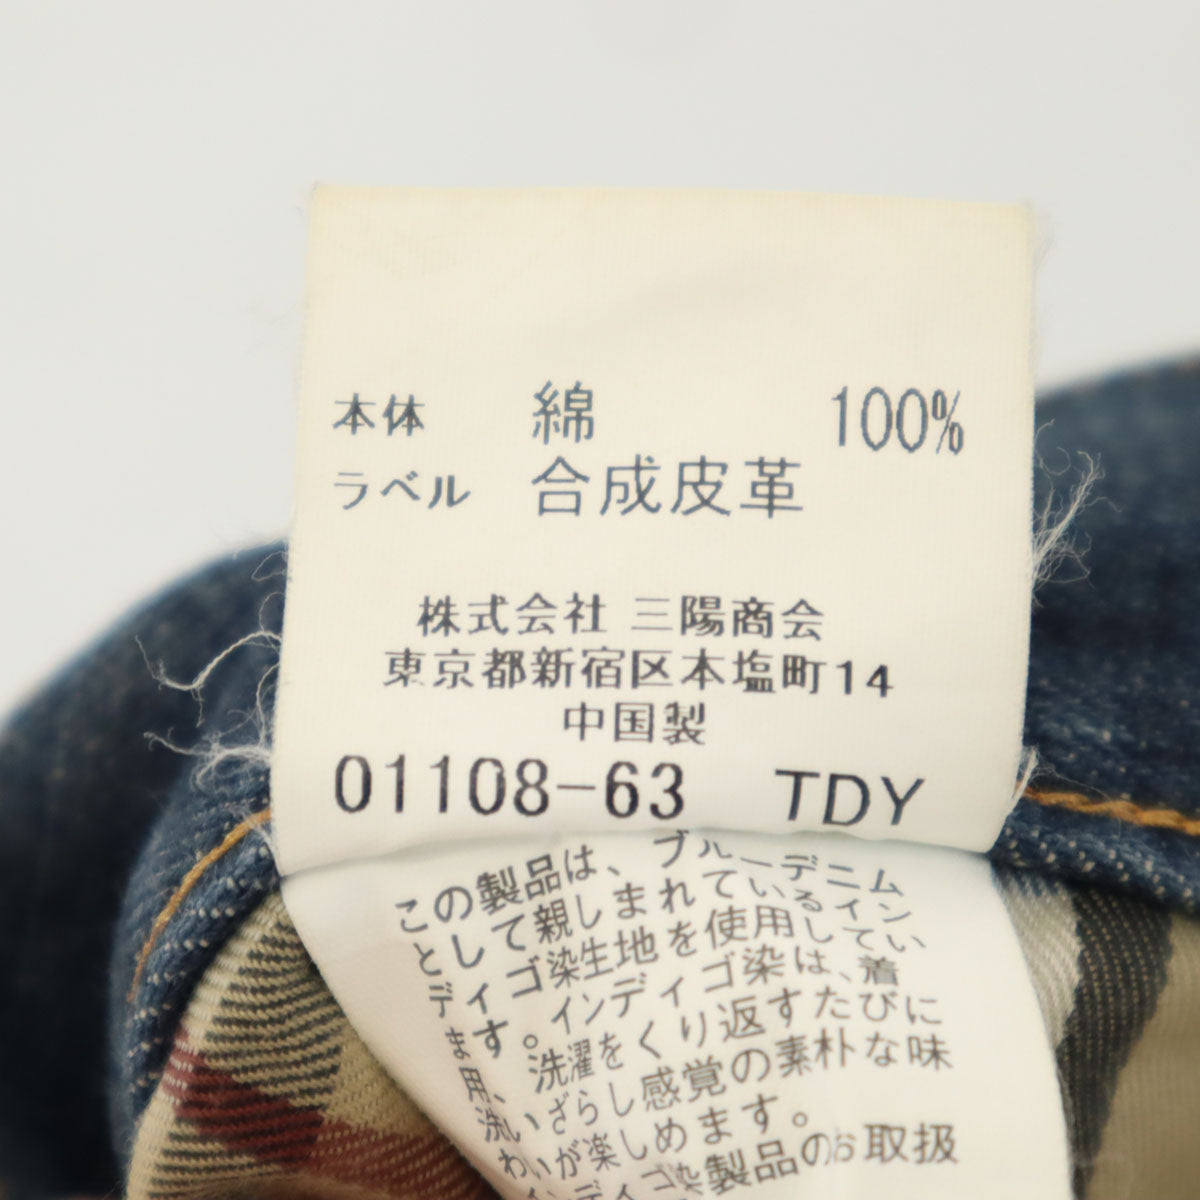 本体 綿 100%
ラベル 合成皮革
株式会社 三陽商会
東京都新宿区本塩町14
中国製
01108-63 TDY
この製品は、ブルーデニム
として親しまれているイン
ディゴ染生地を使用してい
ます。インディゴ染は、着
用、洗濯をくり返すたびに
洗いざらし感覚の素朴な味
わいが楽しめます。
インディゴ染製品のお取扱